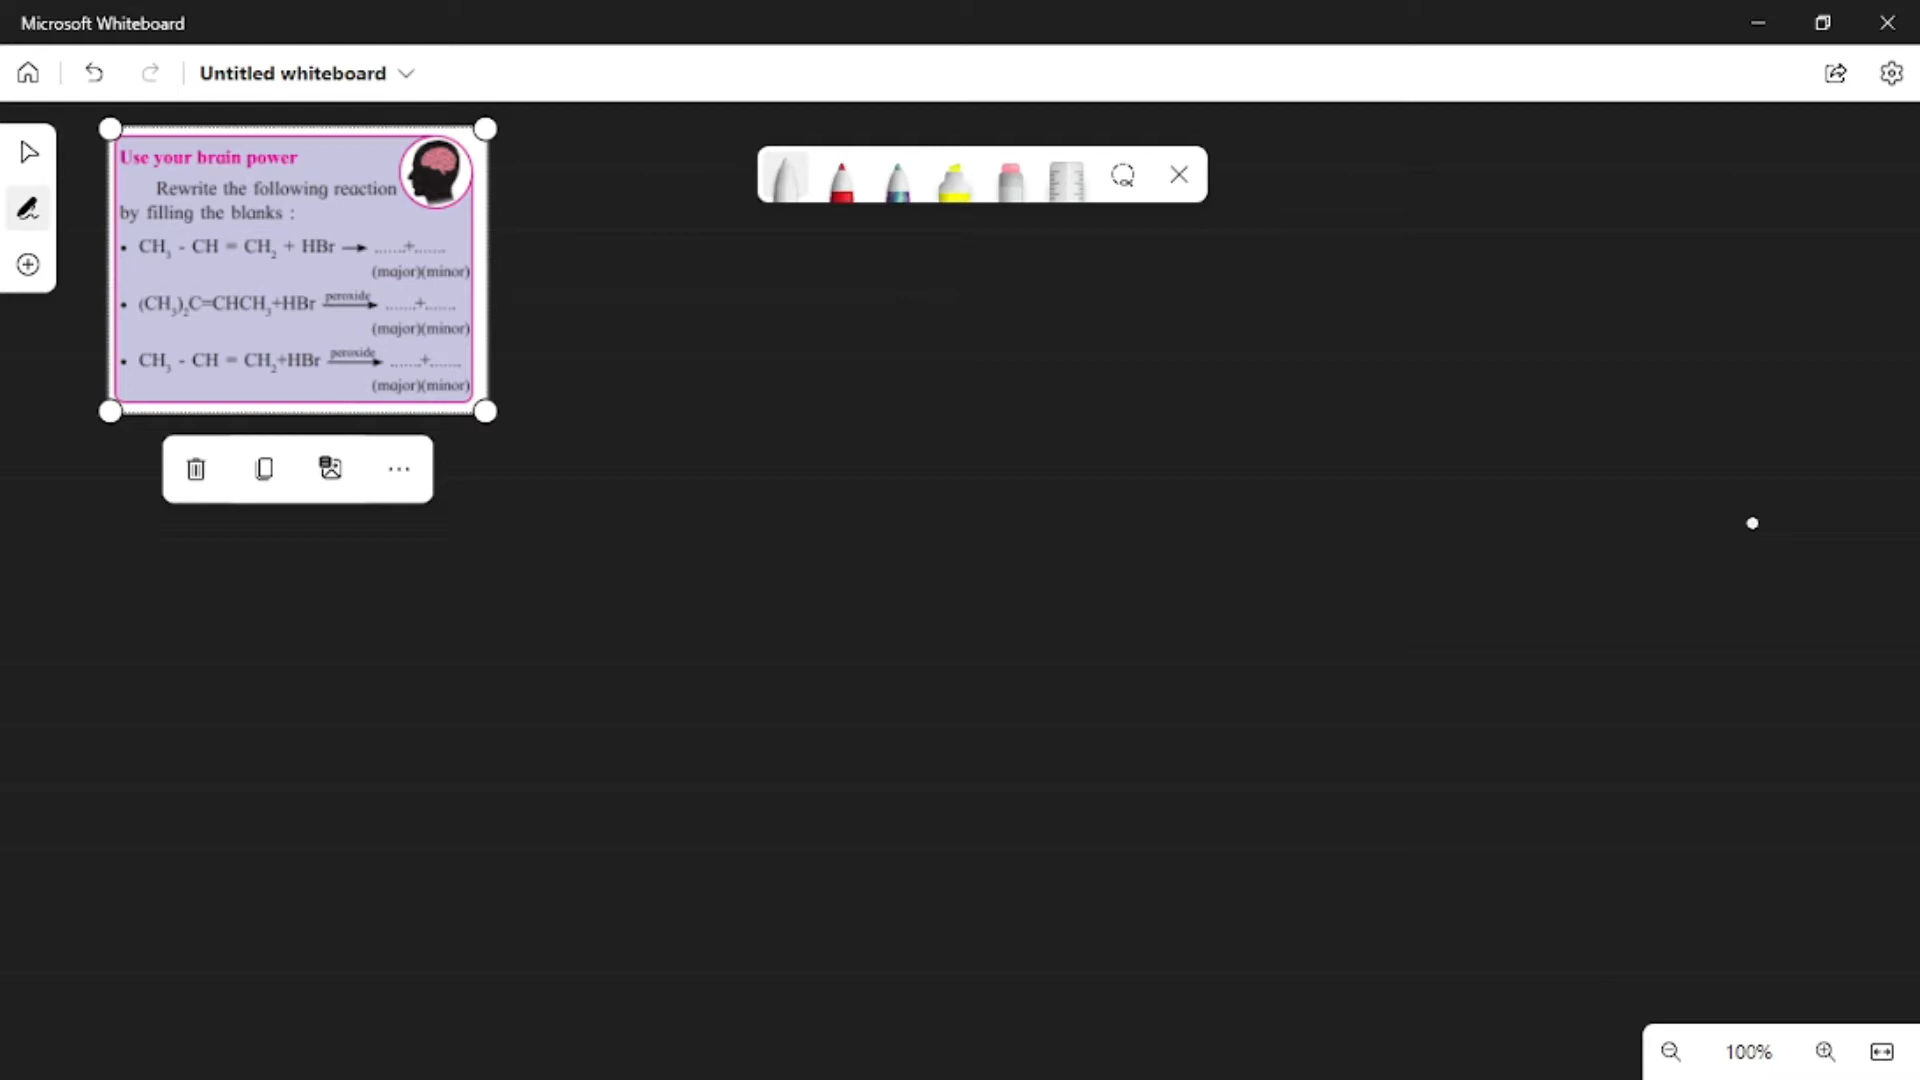 Microsoft Whiteboard
Untitled whiteboard
Use your brain power
Rewrite the following reaction
by filling the blanks :
• CH₃ - CH = CH₂ + HBr ⟶ .......+.......
(major)(minor)
• (CH₃)₂C=CHCH₃+HBr peroxide⟶ .......+.......
(major)(minor)
• CH₃ - CH = CH₂+HBr peroxide⟶ .......+.......
(major)(minor)
100%